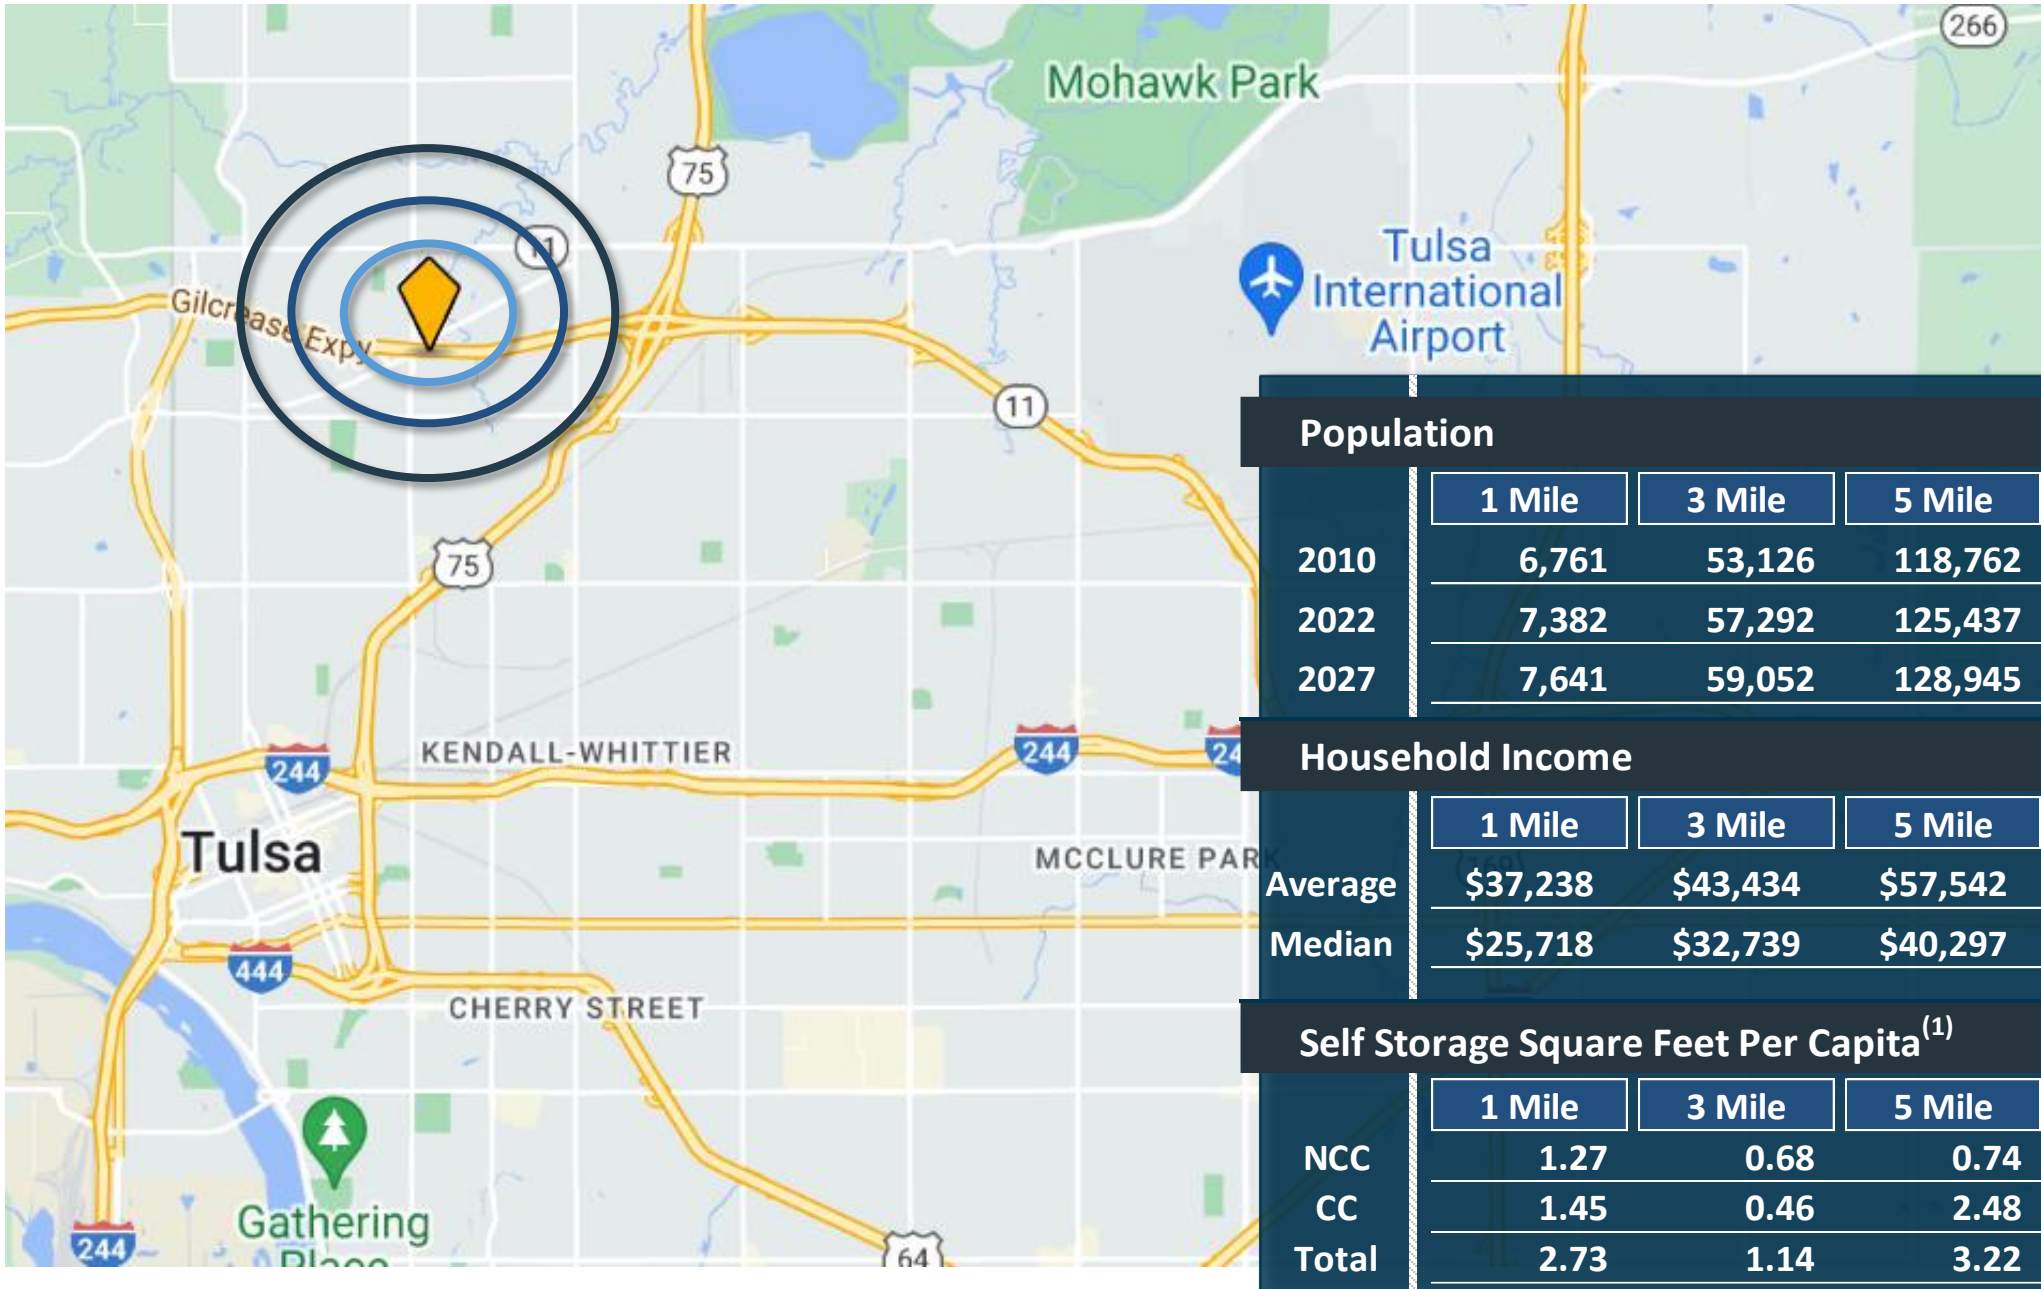 266
Mohawk Park
75
11
Tulsa
International
Airport
Gilcrease Expy
11
75
KENDALL-WHITTIER
244
244
24
Tulsa
MCCLURE PARK
169
444
CHERRY STREET
Gathering
Place
244
64
Population
1 Mile 3 Mile 5 Mile
2010 6,761 53,126 118,762
2022 7,382 57,292 125,437
2027 7,641 59,052 128,945
Household Income
1 Mile 3 Mile 5 Mile
Average $37,238 $43,434 $57,542
Median $25,718 $32,739 $40,297
Self Storage Square Feet Per Capita(1)
1 Mile 3 Mile 5 Mile
NCC 1.27 0.68 0.74
CC 1.45 0.46 2.48
Total 2.73 1.14 3.22